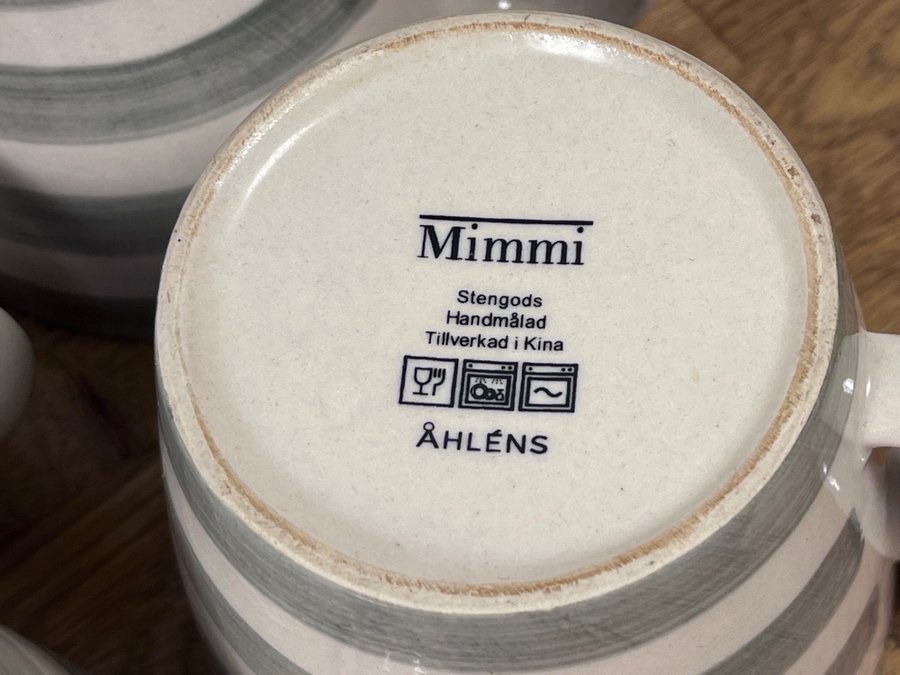 Mimmi
Stengods
Handmålad
Tillverkad i Kina
ÅHLÉNS